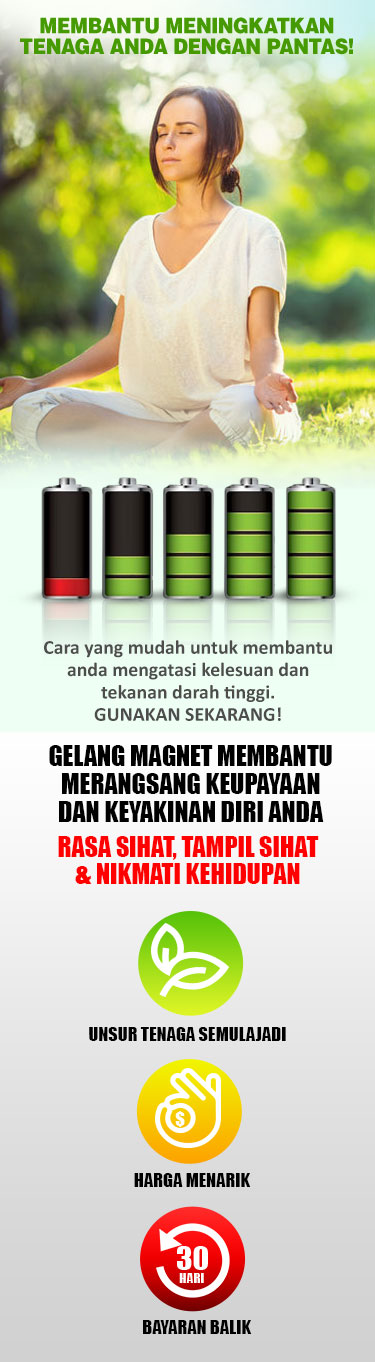 MEMBANTU MENINGKATKAN
TENAGA ANDA DENGAN PANTAS!
Cara yang mudah untuk membantu
anda mengatasi kelesuan dan
tekanan darah tinggi.
GUNAKAN SEKARANG!
GELANG MAGNET MEMBANTU
MERANGSANG KEUPAYAAN
DAN KEYAKINAN DIRI ANDA
RASA SIHAT, TAMPIL SIHAT
& NIKMATI KEHIDUPAN
UNSUR TENAGA SEMULAJADI
$
HARGA MENARIK
30
HARI
BAYARAN BALIK